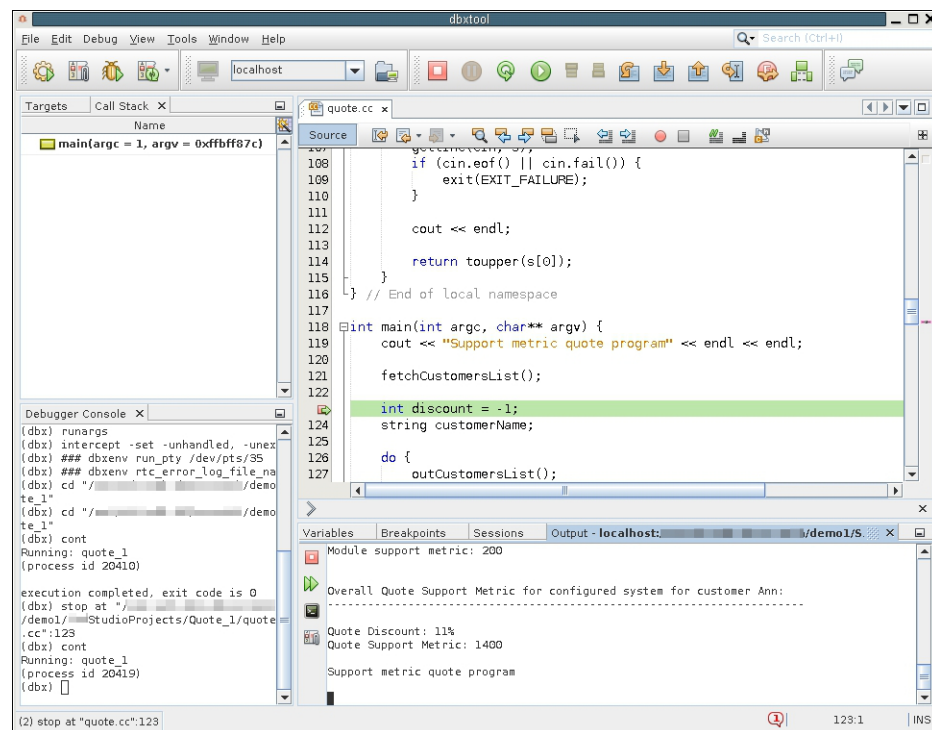 dbxtool
File Edit Debug View Tools Window Help
Search (Ctrl+I)
localhost
Targets Call Stack
Name
main(argc = 1, argv = 0xffbff87c)
quote.cc
Source
108 if (cin.eof() || cin.fail()) {
109 exit(EXIT_FAILURE);
110 }
111
112 cout << endl;
113
114 return toupper(s[0]);
115 }
116 } // End of local namespace
117
118 int main(int argc, char** argv) {
119 cout << "Support metric quote program" << endl << endl;
120
121 fetchCustomersList();
122
int discount = -1;
124 string customerName;
125
126 do {
127 outCustomersList();
Debugger Console
(dbx) runargs
(dbx) intercept -set -unhandled, -unex
(dbx) ### dbxenv run_pty /dev/pts/35
(dbx) ### dbxenv rtc_error_log_file_na
(dbx) cd "/ /demo
te_1"
(dbx) cd "/ /demo
te_1"
(dbx) cont
Running: quote_1
(process id 20410)
execution completed, exit code is 0
(dbx) stop at "/
/demo1/ StudioProjects/Quote_1/quote
.cc":123
(dbx) cont
Running: quote_1
(process id 20419)
(dbx)
Variables Breakpoints Sessions Output - localhost: /demo1/S.
Module support metric: 200
Overall Quote Support Metric for configured system for customer Ann:
--------------------------------------------------------------------
Quote Discount: 11%
Quote Support Metric: 1400
Support metric quote program
(2) stop at "quote.cc":123
1
123:1
INS